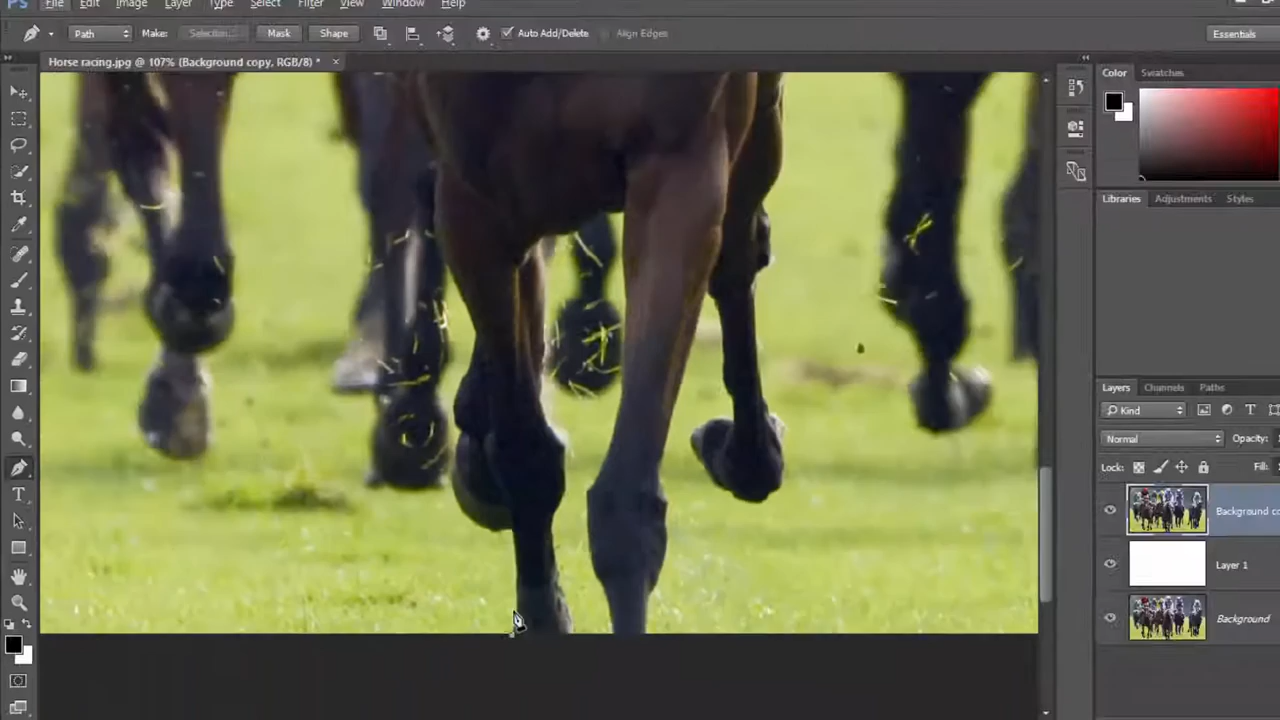 Ps File Edit Image Layer Type Select Filter View Window Help
Path Make: Selection... Mask Shape Auto Add/Delete Align Edges Essentials
Horse racing.jpg @ 107% (Background copy, RGB/8) * ×
Color Swatches
Libraries Adjustments Styles
Layers Channels Paths
Kind T
Normal Opacity:
Lock: Fill:
Background co
Layer 1
Background
T